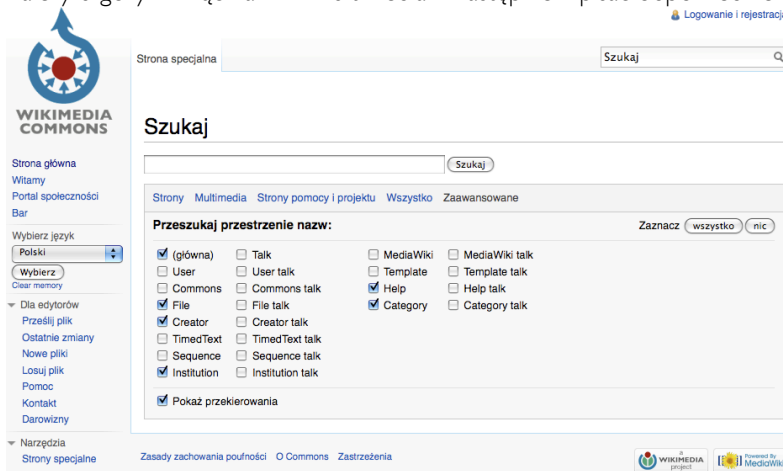 Logowanie i rejestracja
Strona specjalna
Szukaj
WIKIMEDIA
COMMONS
Szukaj
Szukaj
Strona główna
Witamy
Portal społeczności
Bar
Wybierz język
Polski
Wybierz
Clear memory
Dla edytorów
Prześlij plik
Ostatnie zmiany
Nowe pliki
Losuj plik
Pomoc
Kontakt
Darowizny
Narzędzia
Strony specjalne
Strony Multimedia Strony pomocy i projektu Wszystko Zaawansowane
Przeszukaj przestrzenie nazw: Zaznacz wszystko nic
(główna) Talk MediaWiki MediaWiki talk
User User talk Template Template talk
Commons Commons talk Help Help talk
File File talk Category Category talk
Creator Creator talk
TimedText TimedText talk
Sequence Sequence talk
Institution Institution talk
Pokaż przekierowania
Zasady zachowania poufności O Commons Zastrzeżenia
a
WIKIMEDIA
project
Powered By
MediaWiki